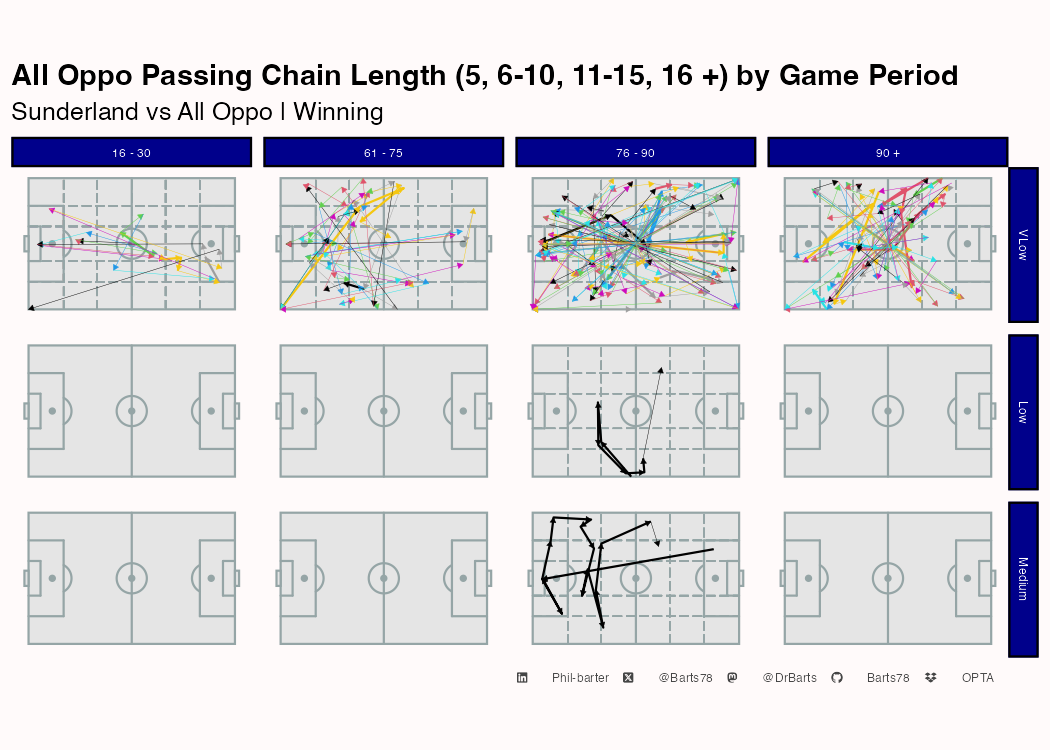 All Oppo Passing Chain Length (5, 6-10, 11-15, 16 +) by Game Period
Sunderland vs All Oppo | Winning
16 - 30 61 - 75 76 - 90 90 +
VLow
Low
Medium
Phil-barter @Barts78 @DrBarts Barts78 OPTA